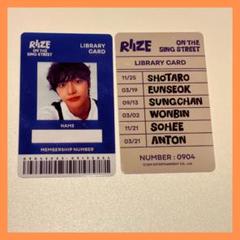 RIIZE
ON THE
SING STREET
LIBRARY
CARD
NAME
MEMBERSHIP NUMBER
RIIZE ON THE
SING STREET
LIBRARY CARD
11/25 SHOTARO
03/19 EUNSEOK
09/13 SUNGCHAN
03/02 WONBIN
11/21 SOHEE
03/21 ANTON
NUMBER : 0904